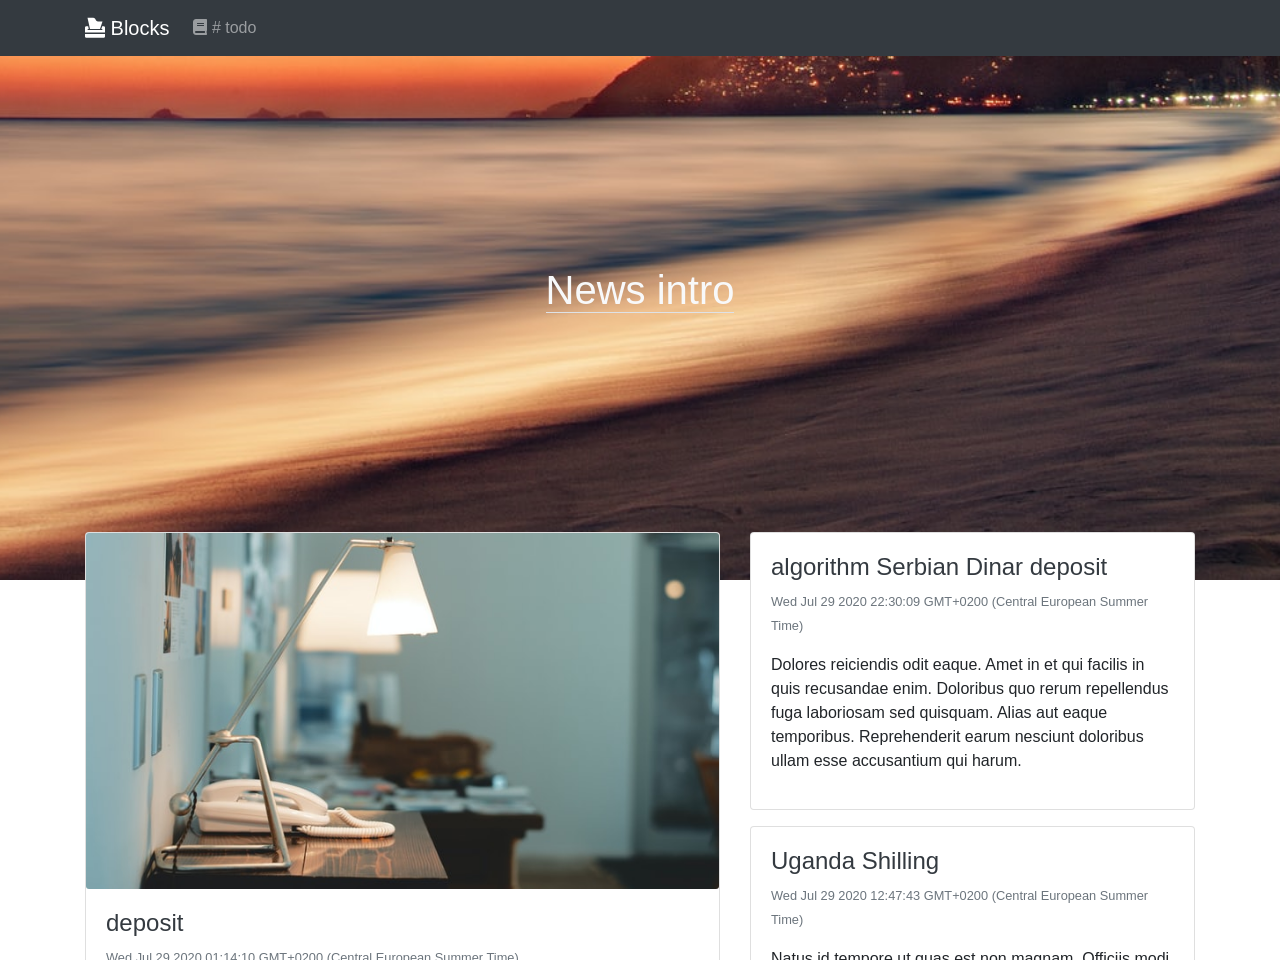 Blocks
# todo
News intro
deposit
Wed Jul 29 2020 01:14:10 GMT+0200 (Central European Summer Time)
algorithm Serbian Dinar deposit
Wed Jul 29 2020 22:30:09 GMT+0200 (Central European Summer
Time)
Dolores reiciendis odit eaque. Amet in et qui facilis in
quis recusandae enim. Doloribus quo rerum repellendus
fuga laboriosam sed quisquam. Alias aut eaque
temporibus. Reprehenderit earum nesciunt doloribus
ullam esse accusantium qui harum.
Uganda Shilling
Wed Jul 29 2020 12:47:43 GMT+0200 (Central European Summer
Time)
Natus id tempore ut quas est non magnam. Officiis modi